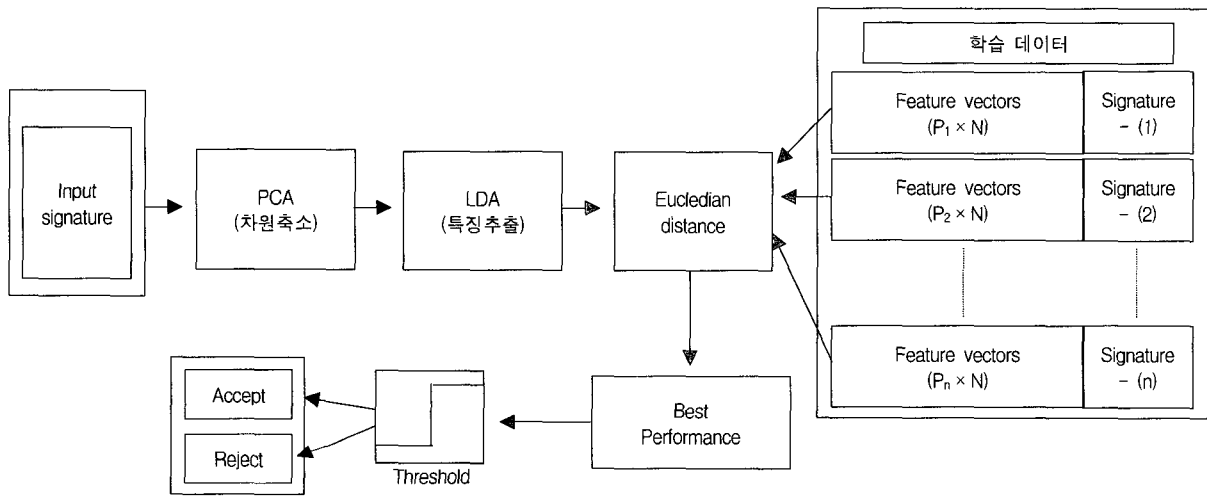 학습 데이터
Feature vectors
(P₁ × N)
Signature
- (1)
Feature vectors
(P₂ × N)
Signature
- (2)
Feature vectors
(Pₙ × N)
Signature
- (n)
Input
signature
PCA
(차원축소)
LDA
(특징추출)
Eucledian
distance
Best
Performance
Threshold
Accept
Reject